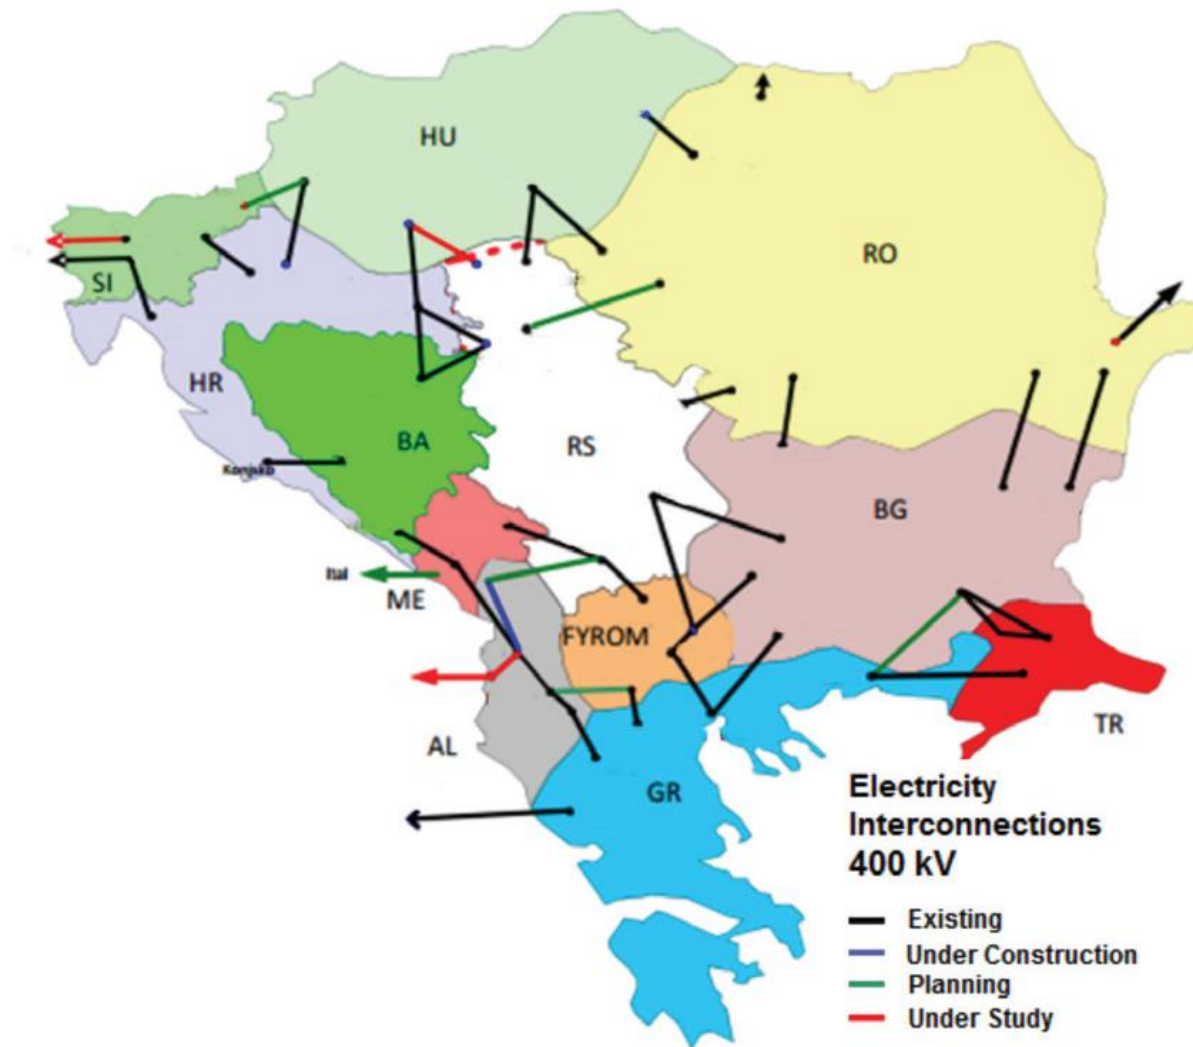 HU
RO
SI
HR
BA
RS
Konjsko
BG
Ital
ME
FYROM
AL
TR
GR
Electricity
Interconnections
400 kV
Existing
Under Construction
Planning
Under Study